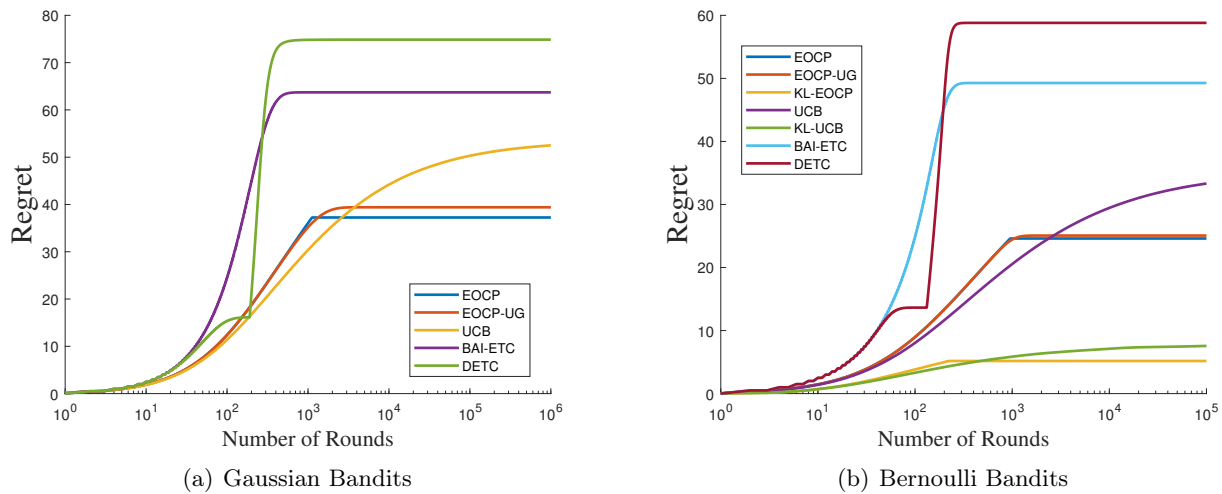 80
70
60
50
40
30
20
10
0
Regret
EOCP
EOCP-UG
UCB
BAI-ETC
DETC
10^0 10^1 10^2 10^3 10^4 10^5 10^6
Number of Rounds
(a) Gaussian Bandits
60
50
40
30
20
10
0
Regret
EOCP
EOCP-UG
KL-EOCP
UCB
KL-UCB
BAI-ETC
DETC
10^0 10^1 10^2 10^3 10^4 10^5
Number of Rounds
(b) Bernoulli Bandits